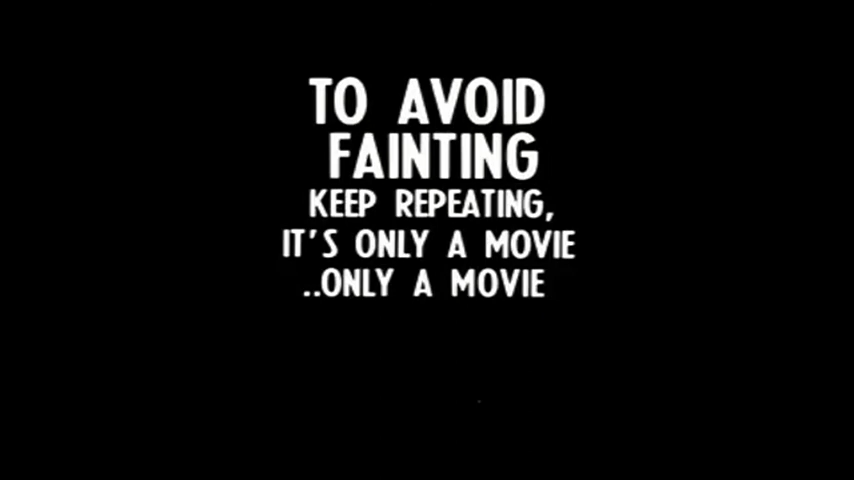 TO AVOID
FAINTING
KEEP REPEATING,
IT'S ONLY A MOVIE
..ONLY A MOVIE